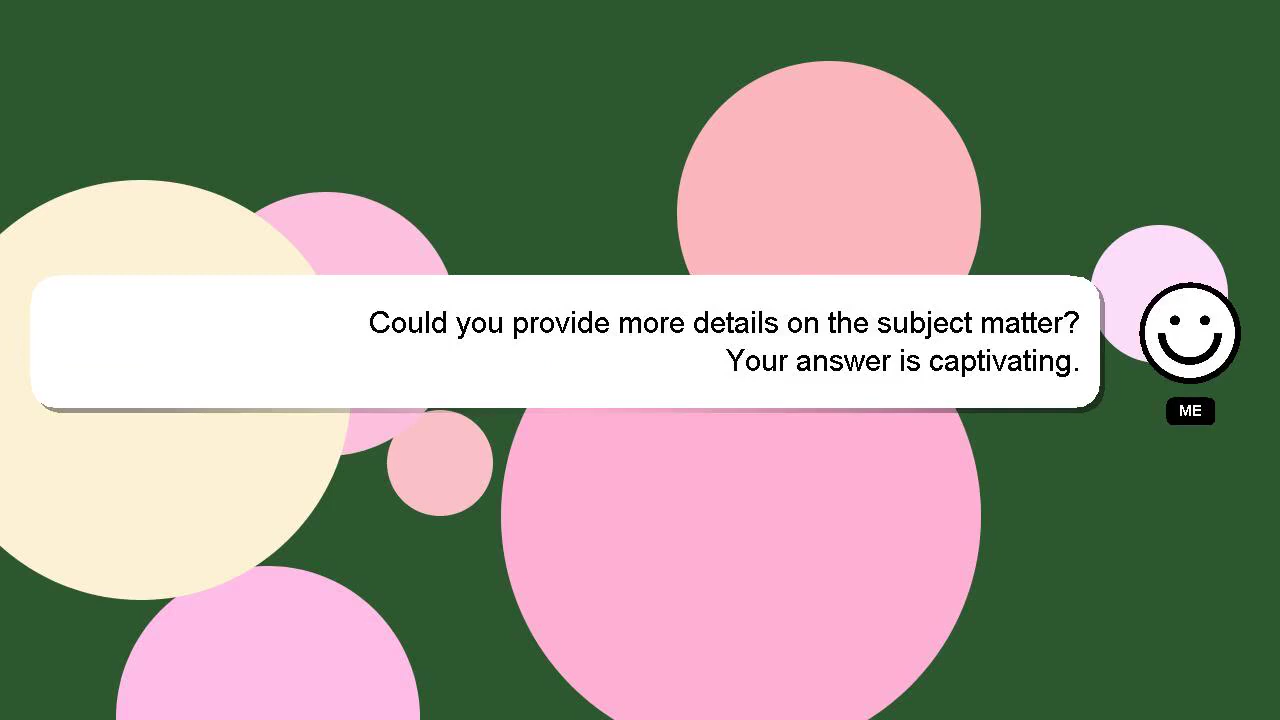 Could you provide more details on the subject matter?
Your answer is captivating.
ME